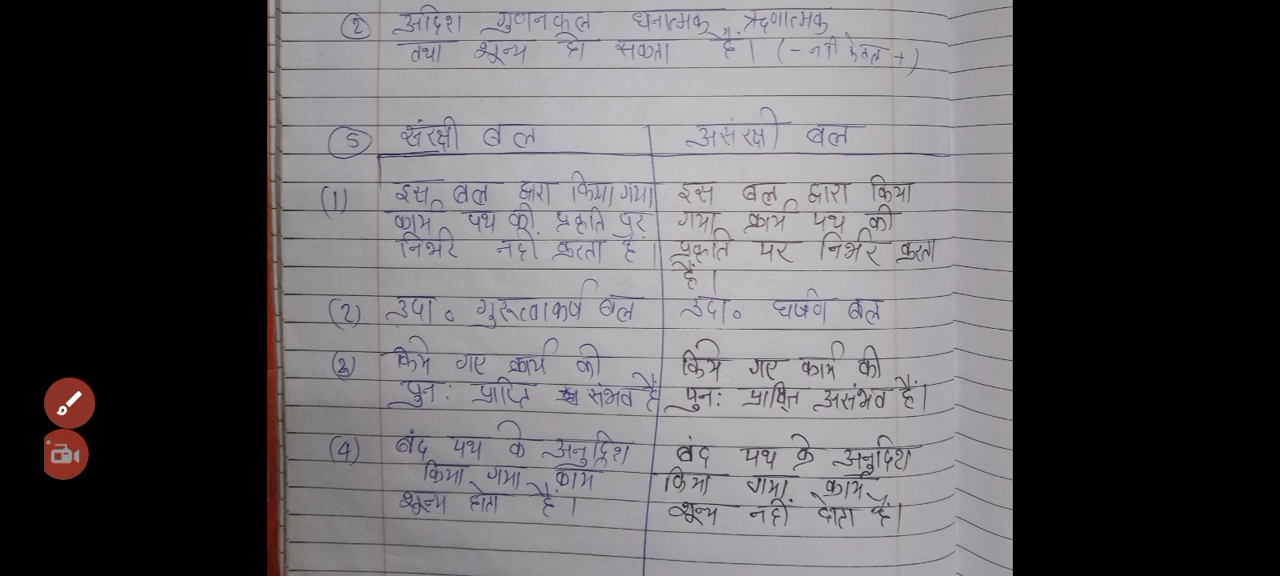 (२) अदिश गुणनफल धनात्मक, ऋणात्मक
तथा शून्य हो सकता है। (- नहीं केवल +)
(5) संरक्षी बल
असंरक्षी बल
(1) इस बल द्वारा किया गया
कार्य पथ की प्रकृति पर
निर्भर नहीं करता है।
इस बल द्वारा किया
गया कार्य पथ की
प्रकृति पर निर्भर करता
है।
(2) उदा० गुरुत्वाकर्ष बल
उदा० घर्षण बल
(3) किये गए कार्य की
पुन: प्राप्ति संभव है
किये गए कार्य की
पुन: प्राप्ति असंभव है।
(4) बंद पथ के अनुदिश
किया गया कार्य
शून्य होता है।
बंद पथ के अनुदिश
किया गया कार्य
शून्य नहीं होता है।